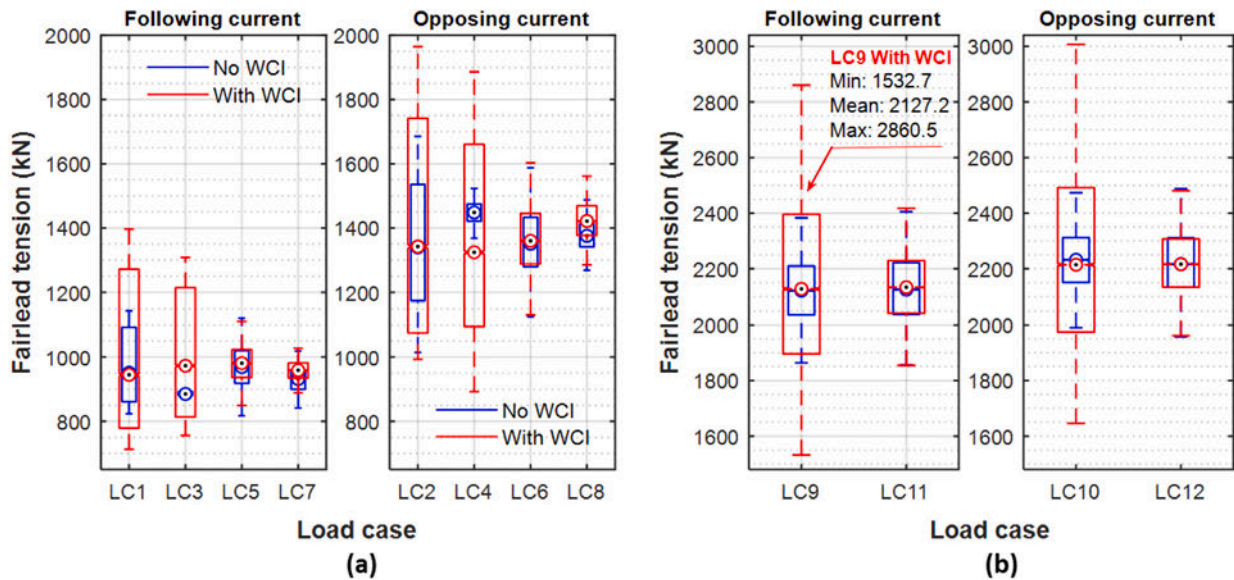 Following current
Opposing current
Following current
Opposing current
2000
1800
1600
1400
1200
1000
800
Fairlead tension (kN)
No WCI
With WCI
LC1 LC3 LC5 LC7
2000
1800
1600
1400
1200
1000
800
No WCI
With WCI
LC2 LC4 LC6 LC8
Load case
(a)
3000
2800
2600
2400
2200
2000
1800
1600
Fairlead tension (kN)
LC9 With WCI
Min: 1532.7
Mean: 2127.2
Max: 2860.5
LC9 LC11
3000
2800
2600
2400
2200
2000
1800
1600
LC10 LC12
Load case
(b)